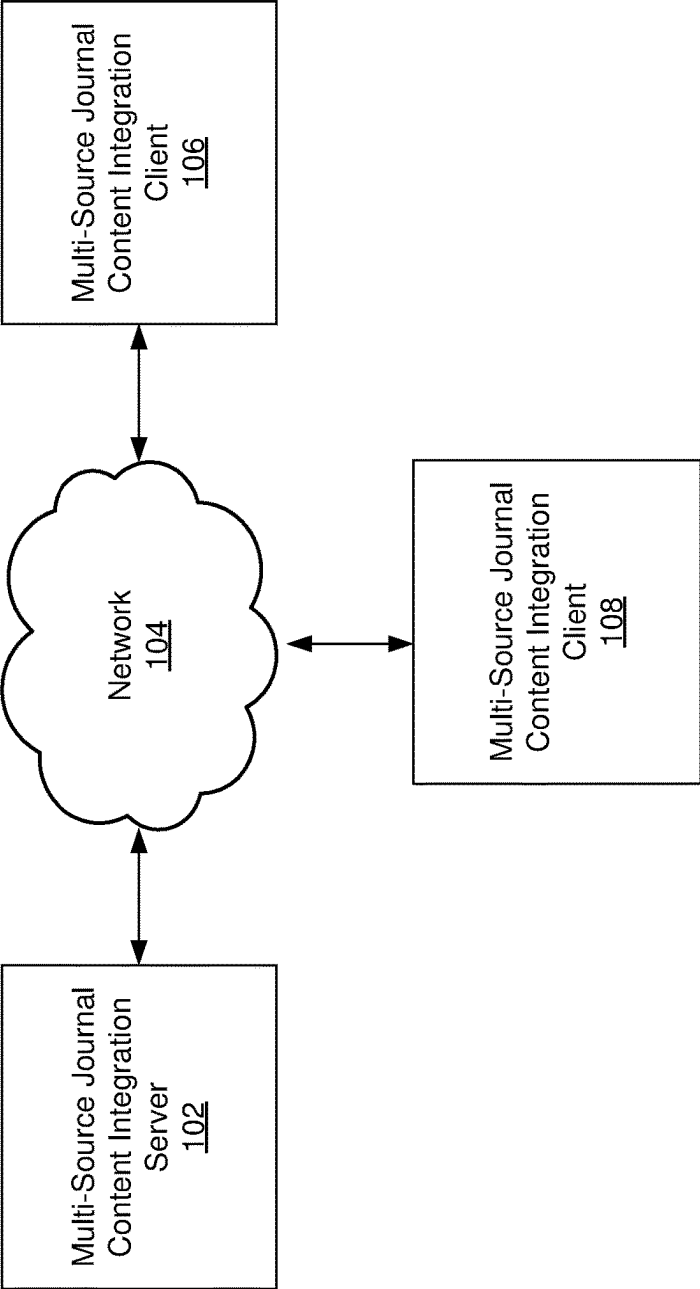 Multi-Source Journal
Content Integration
Server
102
Network
104
Multi-Source Journal
Content Integration
Client
106
Multi-Source Journal
Content Integration
Client
108